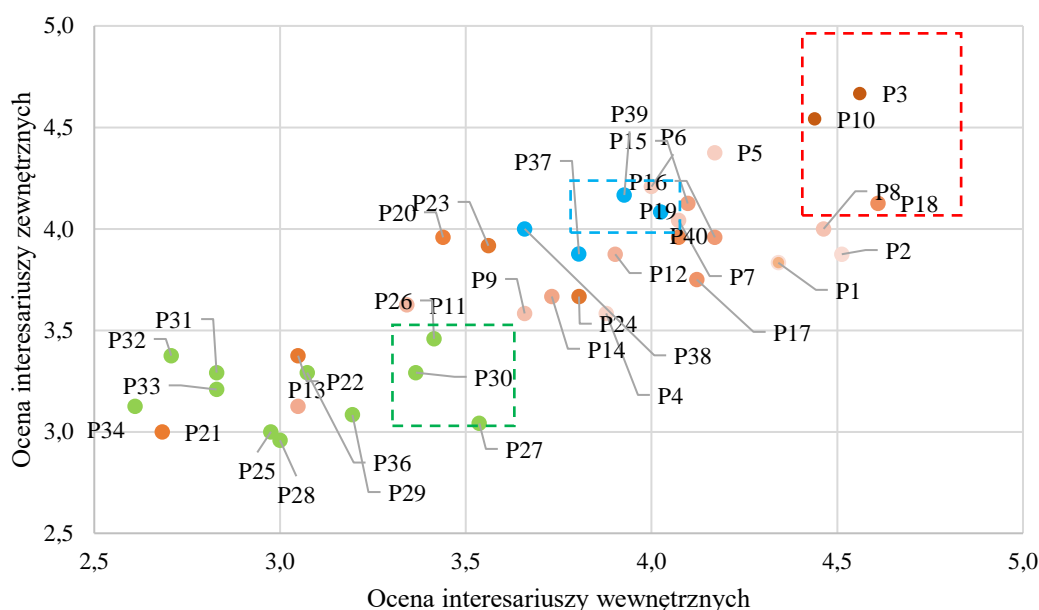 Ocena interesariuszy zewnętrznych
5,0
4,5
4,0
3,5
3,0
2,5
P39
P3
P10
P15
P6
P5
P37
P16
P8
P18
P23
P20
P19
P40
P2
P12
P7
P1
P9
P26
P11
P24
P17
P31
P32
P14
P38
P30
P33
P13
P22
P4
P34
P21
P27
P25
P36
P28
P29
2,5
3,0
3,5
4,0
4,5
5,0
Ocena interesariuszy wewnętrznych